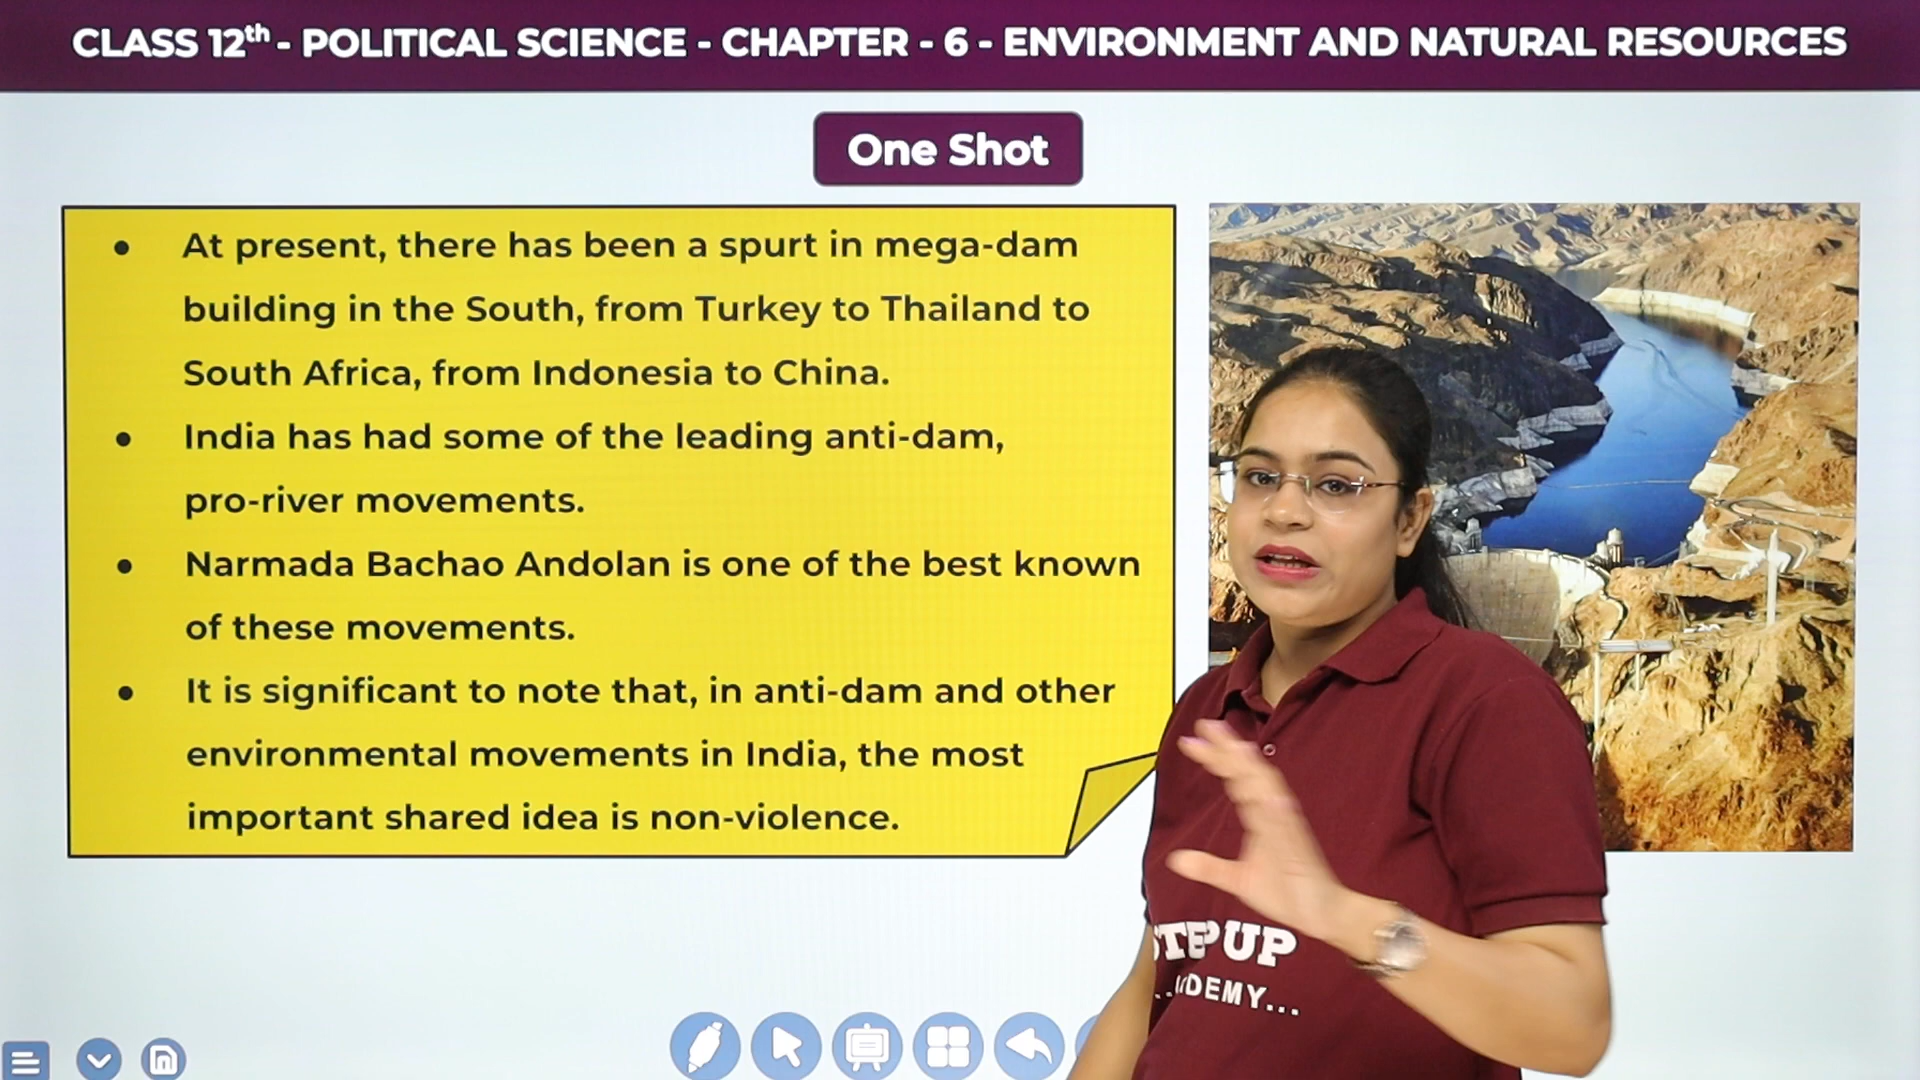 CLASS 12th - POLITICAL SCIENCE - CHAPTER - 6 - ENVIRONMENT AND NATURAL RESOURCES
One Shot
• At present, there has been a spurt in mega-dam
building in the South, from Turkey to Thailand to
South Africa, from Indonesia to China.
• India has had some of the leading anti-dam,
pro-river movements.
• Narmada Bachao Andolan is one of the best known
of these movements.
• It is significant to note that, in anti-dam and other
environmental movements in India, the most
important shared idea is non-violence.
STEP UP
...DEMY...